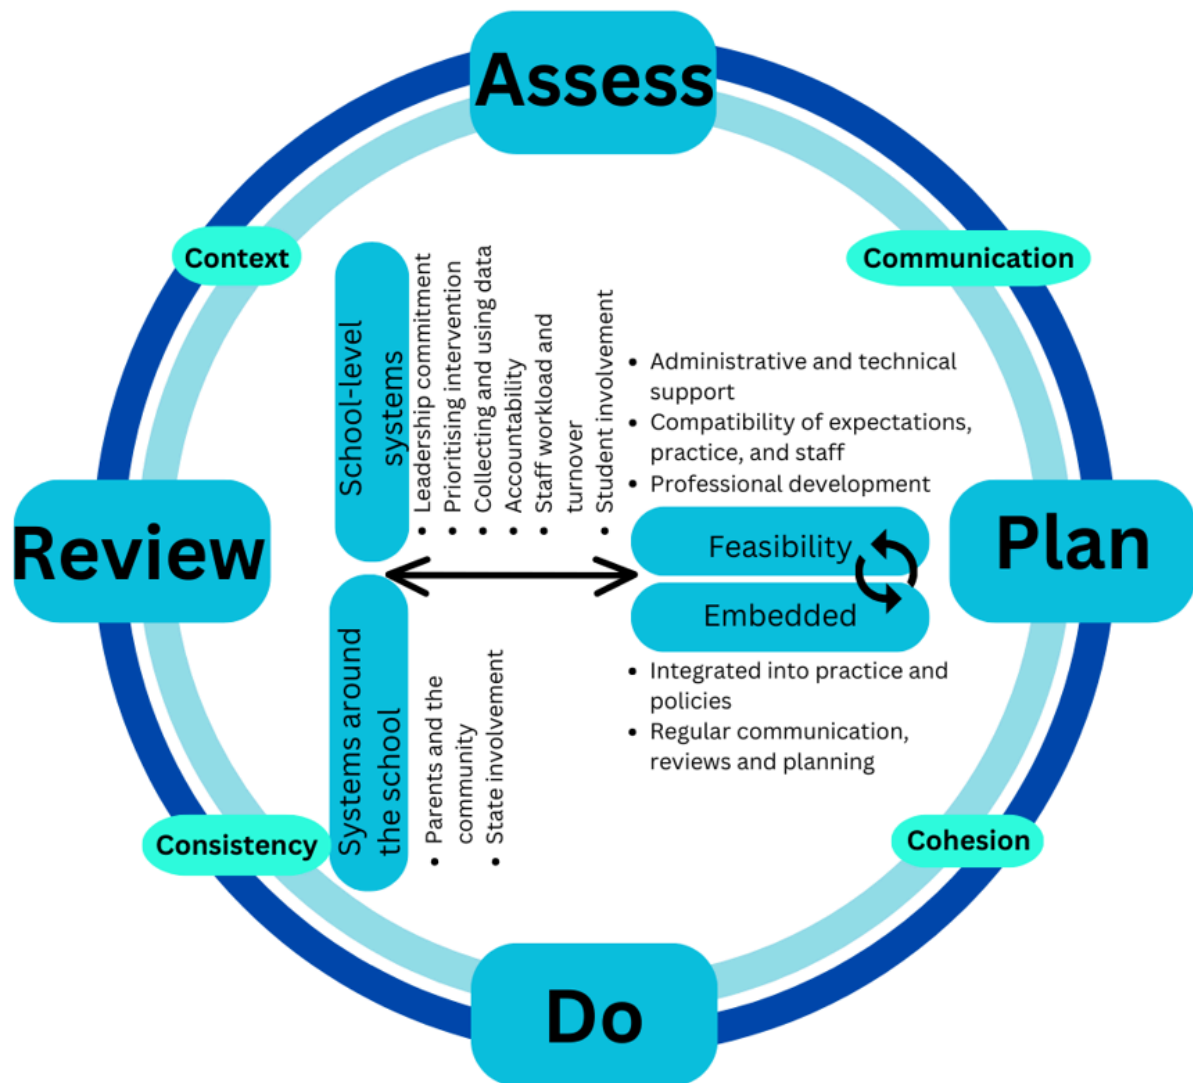 Assess
Context
Communication
School-level
systems
• Leadership commitment
• Prioritising intervention
• Collecting and using data
• Accountability
• Staff workload and
turnover
• Student involvement
• Administrative and technical
support
• Compatibility of expectations,
practice, and staff
• Professional development
Review
Feasibility
Plan
Embedded
• Integrated into practice and
policies
• Regular communication,
reviews and planning
Systems around
the school
• Parents and the
community
• State involvement
Consistency
Cohesion
Do